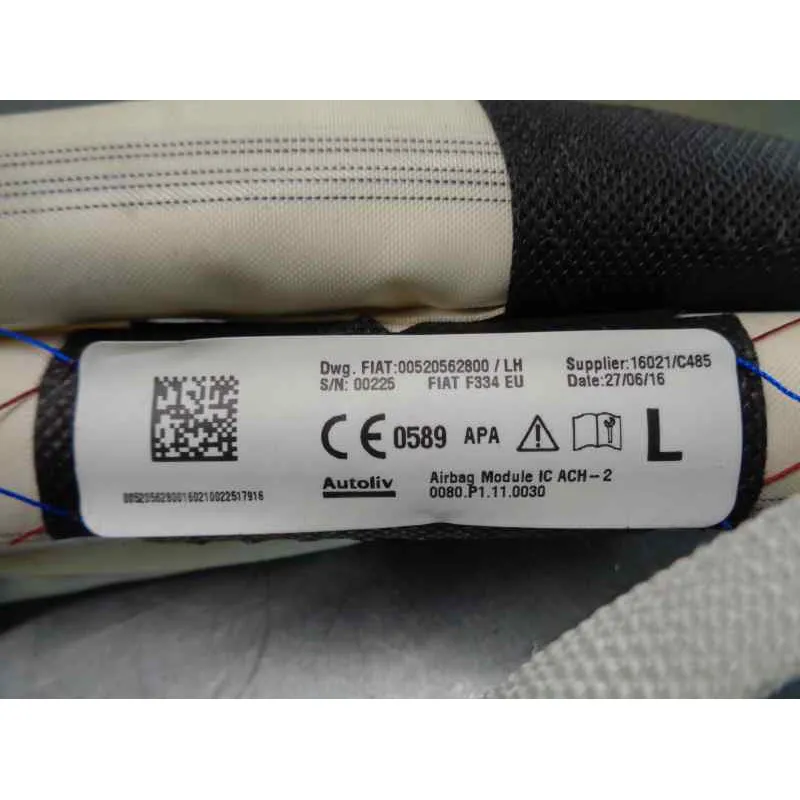 Dwg. FIAT:00520562800 / LH Supplier:16021/C485
S/N: 00225 FIAT F334 EU Date:27/06/16
CE 0589 APA L
Autoliv Airbag Module IC ACH-2
0080.P1.11.0030
00520562800160210022517916